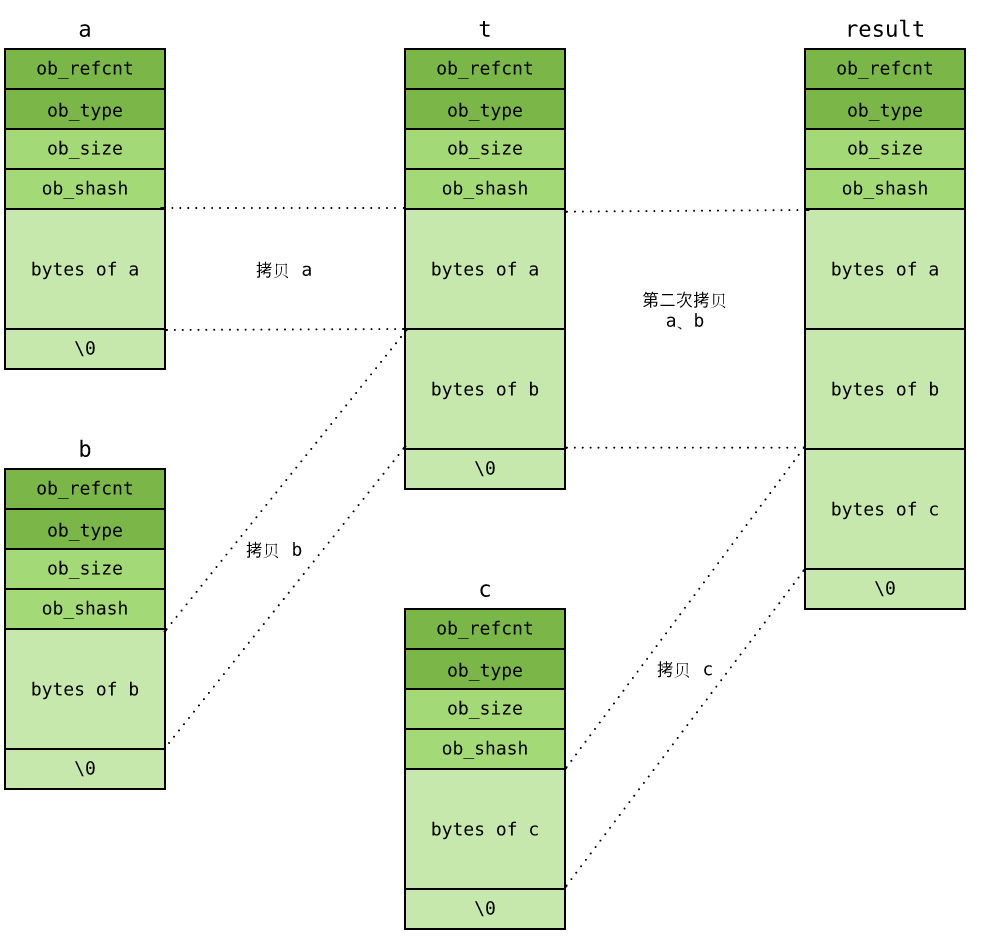 a
ob_refcnt
ob_type
ob_size
ob_shash
bytes of a
\0
拷贝 a
b
ob_refcnt
ob_type
ob_size
ob_shash
bytes of b
\0
拷贝 b
t
ob_refcnt
ob_type
ob_size
ob_shash
bytes of a
bytes of b
\0
第二次拷贝
a、b
c
ob_refcnt
ob_type
ob_size
ob_shash
bytes of c
\0
拷贝 c
result
ob_refcnt
ob_type
ob_size
ob_shash
bytes of a
bytes of b
bytes of c
\0